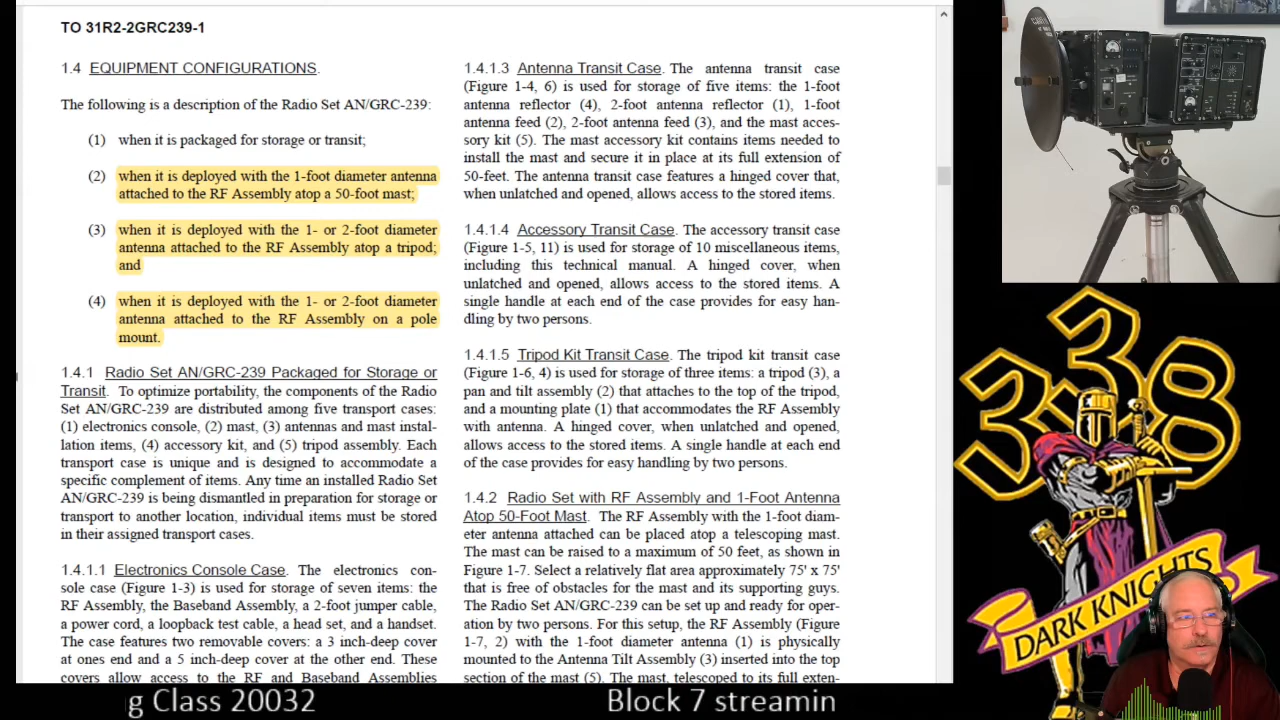 TO 31R2-2GRC239-1
1.4 EQUIPMENT CONFIGURATIONS.
The following is a description of the Radio Set AN/GRC-239:
(1) when it is packaged for storage or transit;
(2) when it is deployed with the 1-foot diameter antenna
attached to the RF Assembly atop a 50-foot mast;
(3) when it is deployed with the 1- or 2-foot diameter
antenna attached to the RF Assembly atop a tripod;
and
(4) when it is deployed with the 1- or 2-foot diameter
antenna attached to the RF Assembly on a pole
mount.
1.4.1 Radio Set AN/GRC-239 Packaged for Storage or
Transit. To optimize portability, the components of the Radio
Set AN/GRC-239 are distributed among five transport cases:
(1) electronics console, (2) mast, (3) antennas and mast instal-
lation items, (4) accessory kit, and (5) tripod assembly. Each
transport case is unique and is designed to accommodate a
specific complement of items. Any time an installed Radio Set
AN/GRC-239 is being dismantled in preparation for storage or
transport to another location, individual items must be stored
in their assigned transport cases.
1.4.1.1 Electronics Console Case. The electronics con-
sole case (Figure 1-3) is used for storage of seven items: the
RF Assembly, the Baseband Assembly, a 2-foot jumper cable,
a power cord, a loopback test cable, a head set, and a handset.
The case features two removable covers: a 3 inch-deep cover
at ones end and a 5 inch-deep cover at the other end. These
covers allow access to the RF and Baseband Assemblies
1.4.1.3 Antenna Transit Case. The antenna transit case
(Figure 1-4, 6) is used for storage of five items: the 1-foot
antenna reflector (4), 2-foot antenna reflector (1), 1-foot
antenna feed (2), 2-foot antenna feed (3), and the mast acces-
sory kit (5). The mast accessory kit contains items needed to
install the mast and secure it in place at its full extension of
50-feet. The antenna transit case features a hinged cover that,
when unlatched and opened, allows access to the stored items.
1.4.1.4 Accessory Transit Case. The accessory transit case
(Figure 1-5, 11) is used for storage of 10 miscellaneous items,
including this technical manual. A hinged cover, when
unlatched and opened, allows access to the stored items. A
single handle at each end of the case provides for easy han-
dling by two persons.
1.4.1.5 Tripod Kit Transit Case. The tripod kit transit case
(Figure 1-6, 4) is used for storage of three items: a tripod (3), a
pan and tilt assembly (2) that attaches to the top of the tripod,
and a mounting plate (1) that accommodates the RF Assembly
with antenna. A hinged cover, when unlatched and opened,
allows access to the stored items. A single handle at each end
of the case provides for easy handling by two persons.
1.4.2 Radio Set with RF Assembly and 1-Foot Antenna
Atop 50-Foot Mast. The RF Assembly with the 1-foot diam-
eter antenna attached can be placed atop a telescoping mast.
The mast can be raised to a maximum of 50 feet, as shown in
Figure 1-7. Select a relatively flat area approximately 75' x 75'
that is free of obstacles for the mast and its supporting guys.
The Radio Set AN/GRC-239 can be set up and ready for oper-
ation by two persons. For this setup, the RF Assembly (Figure
1-7, 2) with the 1-foot diameter antenna (1) is physically
mounted to the Antenna Tilt Assembly (3) inserted into the top
section of the mast (5). The mast, telescoped to its full exten-
338
DARK KNIGHTS
g Class 20032 Block 7 streamin